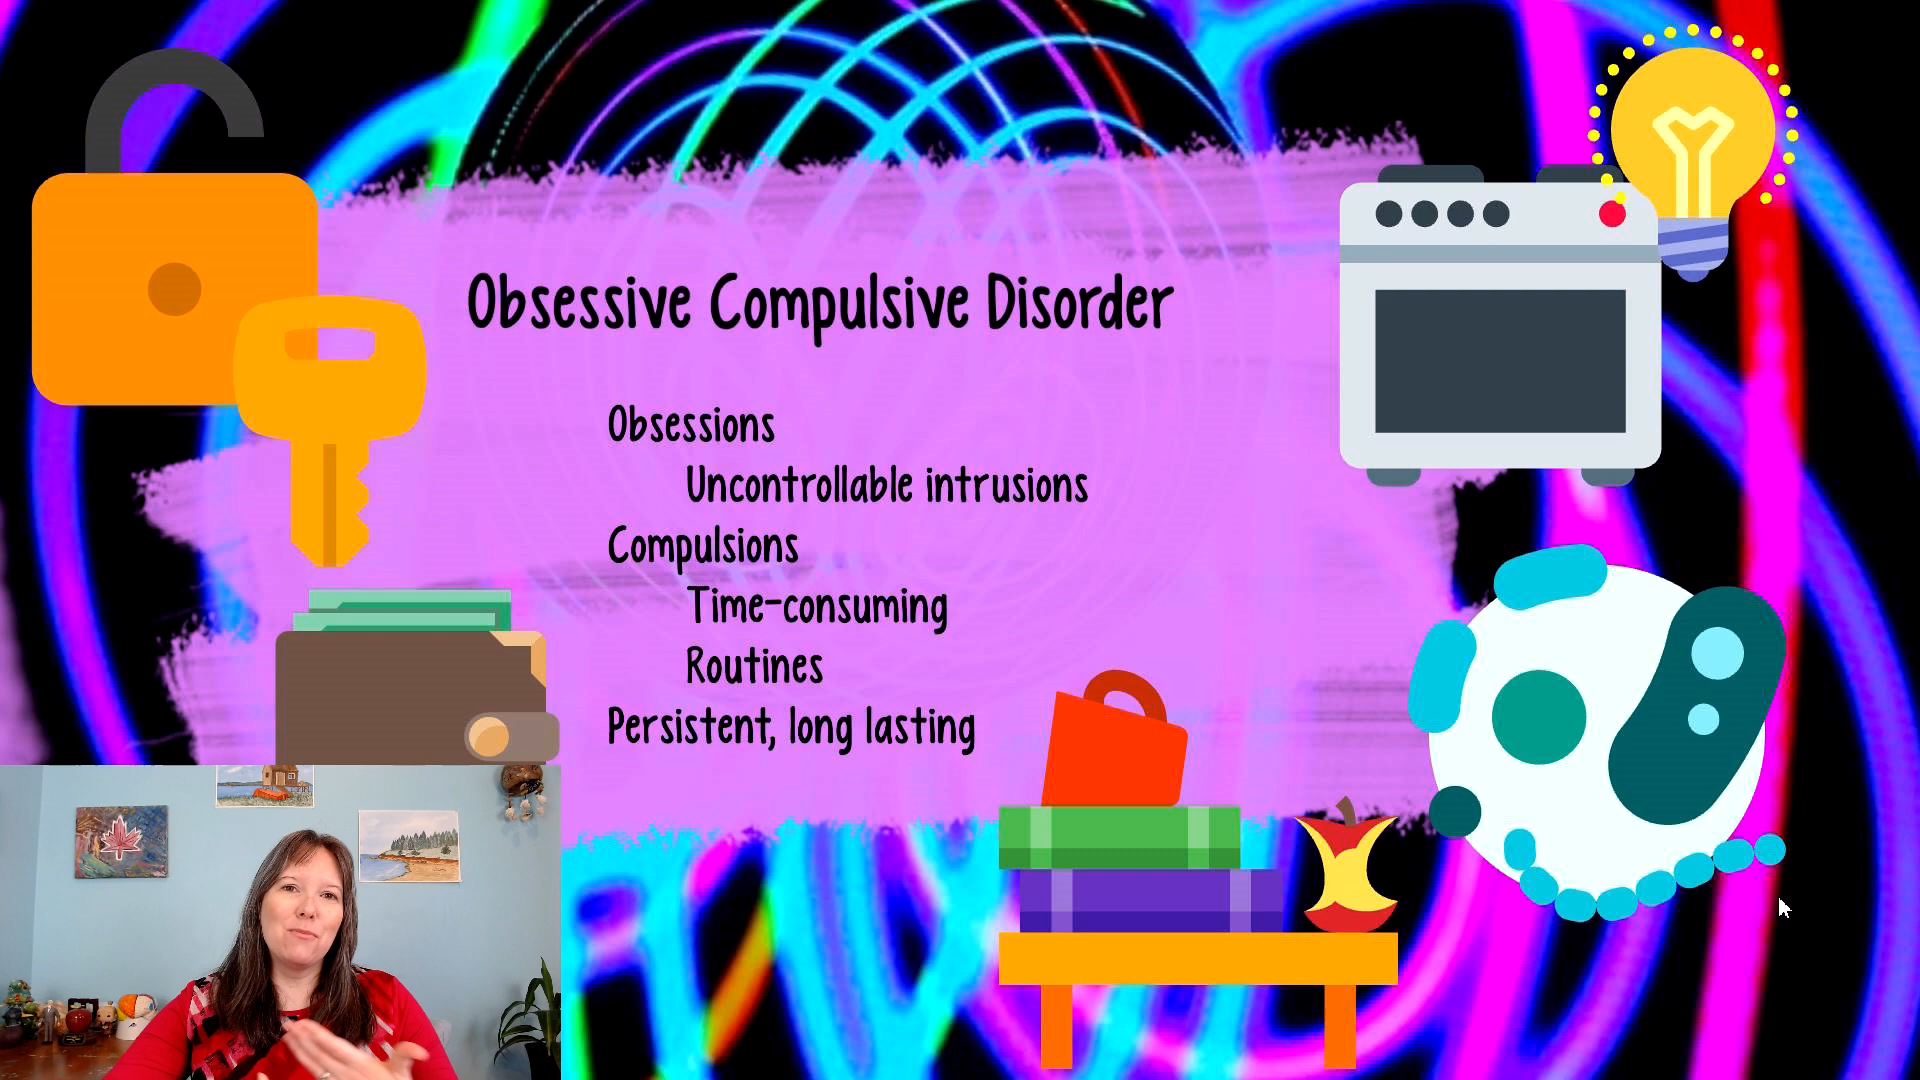 Obsessive Compulsive Disorder
Obsessions
Uncontrollable intrusions
Compulsions
Time-consuming
Routines
Persistent, long lasting